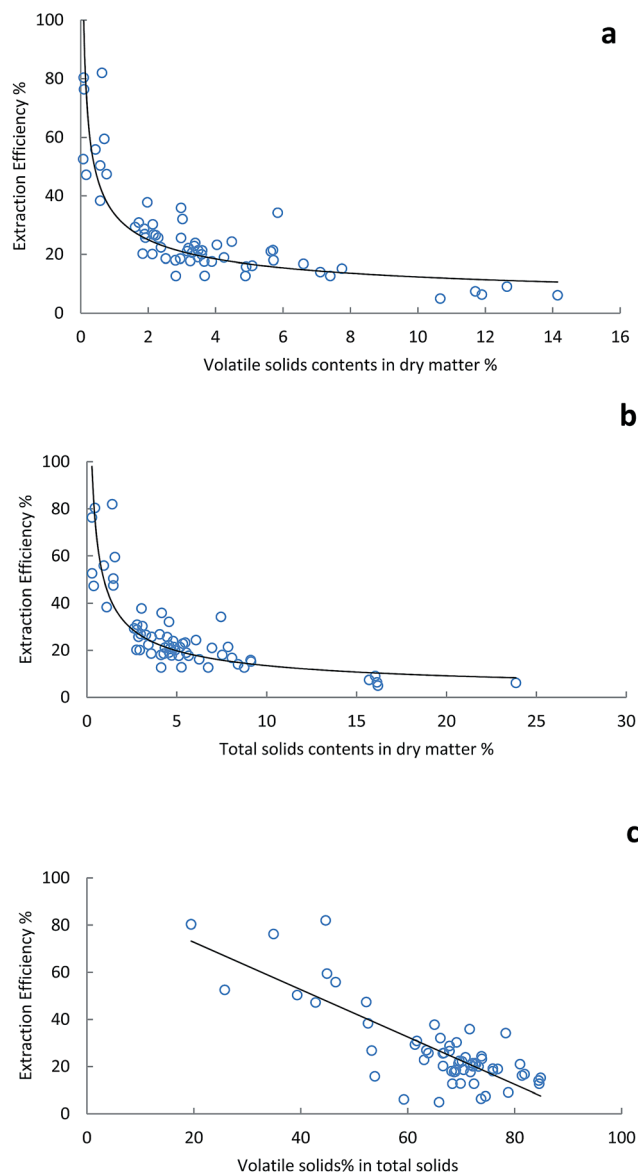 a
100
80
60
40
20
0
Extraction Efficiency %
0 2 4 6 8 10 12 14 16
Volatile solids contents in dry matter %
b
100
80
60
40
20
0
Extraction Efficiency %
0 5 10 15 20 25 30
Total solids contents in dry matter %
c
100
80
60
40
20
0
Extraction Efficiency %
0 20 40 60 80 100
Volatile solids% in total solids